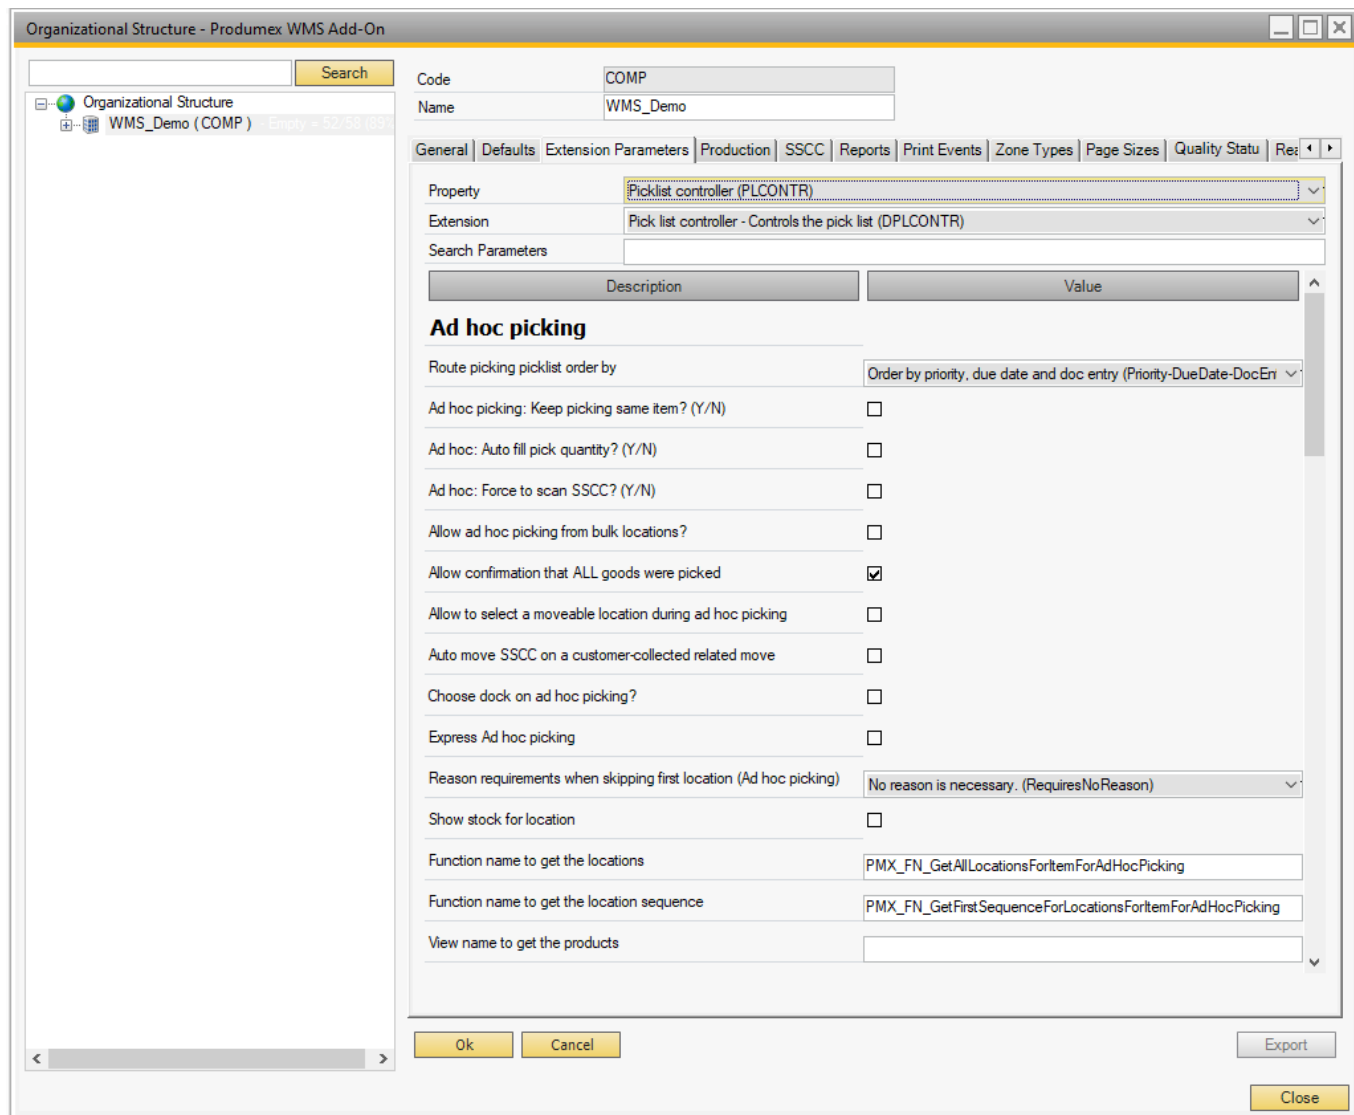 Organizational Structure - Produmex WMS Add-On
Search
Organizational Structure
WMS_Demo ( COMP ) - Empty = 52/58 (89%
Code
COMP
Name
WMS_Demo
General
Defaults
Extension Parameters
Production
SSCC
Reports
Print Events
Zone Types
Page Sizes
Quality Statu
Rea
Property
Picklist controller (PLCONTR)
Extension
Pick list controller - Controls the pick list (DPLCONTR)
Search Parameters
Description
Value
Ad hoc picking
Route picking picklist order by
Order by priority, due date and doc entry (Priority-DueDate-DocEnt
Ad hoc picking: Keep picking same item? (Y/N)
Ad hoc: Auto fill pick quantity? (Y/N)
Ad hoc: Force to scan SSCC? (Y/N)
Allow ad hoc picking from bulk locations?
Allow confirmation that ALL goods were picked
Allow to select a moveable location during ad hoc picking
Auto move SSCC on a customer-collected related move
Choose dock on ad hoc picking?
Express Ad hoc picking
Reason requirements when skipping first location (Ad hoc picking)
No reason is necessary. (RequiresNoReason)
Show stock for location
Function name to get the locations
PMX_FN_GetAllLocationsForItemForAdHocPicking
Function name to get the location sequence
PMX_FN_GetFirstSequenceForLocationsForItemForAdHocPicking
View name to get the products
Ok
Cancel
Export
Close